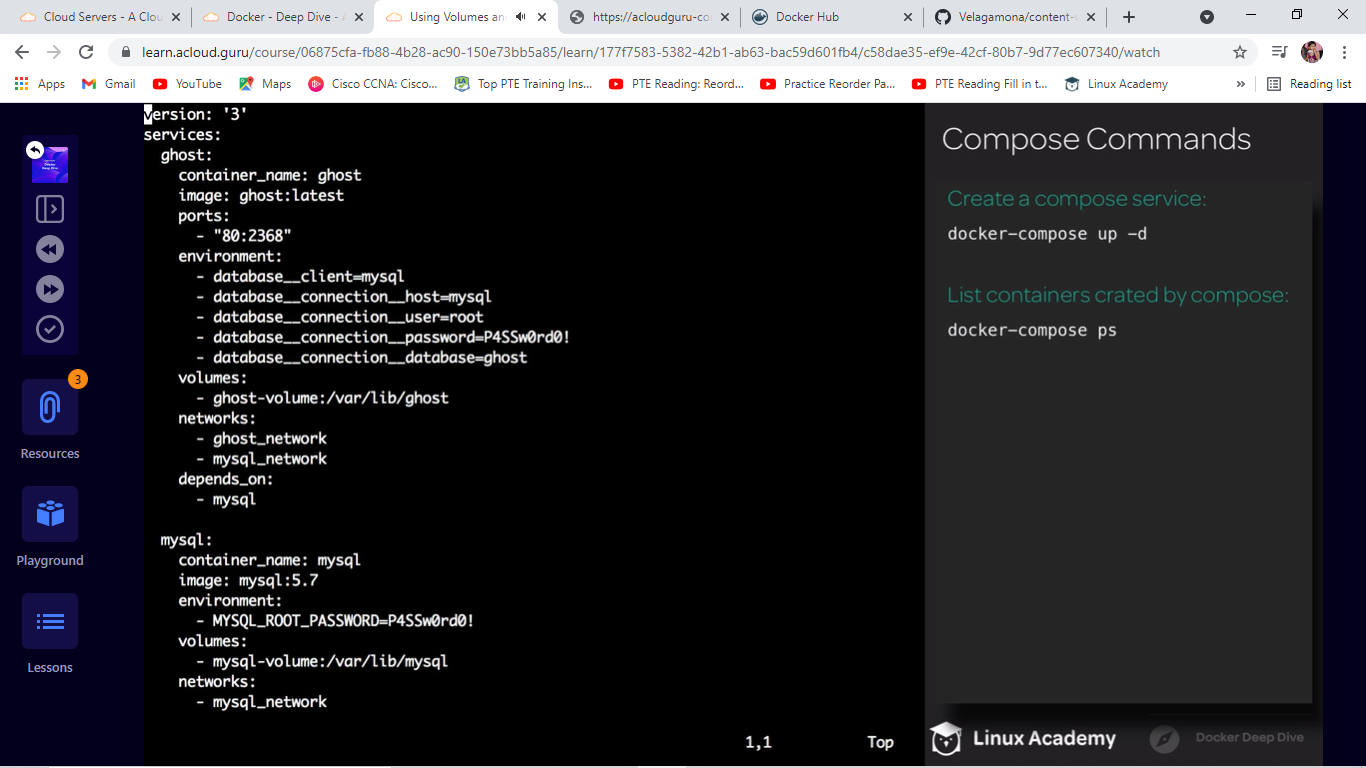 Cloud Servers - A Clou
Docker - Deep Dive - A
Using Volumes an
https://acloudguru-co
Docker Hub
Velagamona/content-
learn.acloud.guru/course/06875cfa-fb88-4b28-ac90-150e73bb5a85/learn/177f7583-5382-42b1-ab63-bac59d601fb4/c58dae35-ef9e-42cf-80b7-9d77ec607340/watch
Apps
Gmail
YouTube
Maps
Cisco CCNA: Cisco...
Top PTE Training Ins...
PTE Reading: Reord...
Practice Reorder Pa...
PTE Reading Fill in t...
Linux Academy
»
Reading list
Docker
Deep Dive
3
Resources
Playground
Lessons
version: '3'
services:
  ghost:
    container_name: ghost
    image: ghost:latest
    ports:
      - "80:2368"
    environment:
      - database__client=mysql
      - database__connection__host=mysql
      - database__connection__user=root
      - database__connection__password=P4SSw0rd0!
      - database__connection__database=ghost
    volumes:
      - ghost-volume:/var/lib/ghost
    networks:
      - ghost_network
      - mysql_network
    depends_on:
      - mysql
  mysql:
    container_name: mysql
    image: mysql:5.7
    environment:
      - MYSQL_ROOT_PASSWORD=P4SSw0rd0!
    volumes:
      - mysql-volume:/var/lib/mysql
    networks:
      - mysql_network
1,1 Top
Compose Commands
Create a compose service:
docker-compose up -d
List containers crated by compose:
docker-compose ps
Linux Academy
Docker Deep Dive